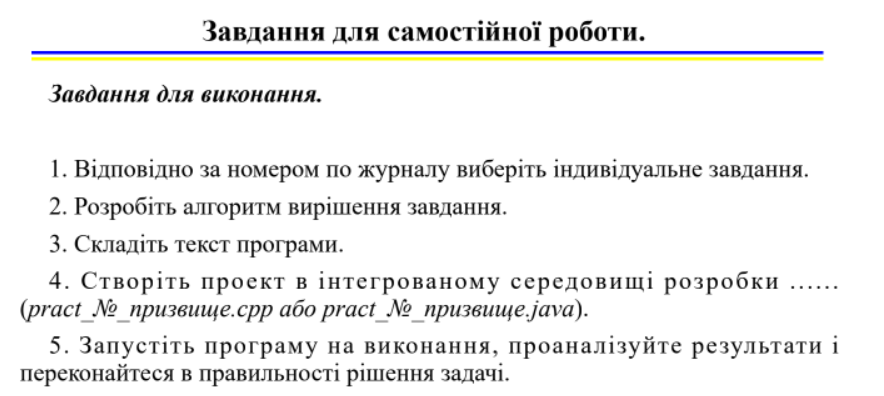 Завдання для самостійної роботи.
Завдання для виконання.
1. Відповідно за номером по журналу виберіть індивідуальне завдання.
2. Розробіть алгоритм вирішення завдання.
3. Складіть текст програми.
4. Створіть проект в інтегрованому середовищі розробки ……
(pract_№_призвище.cpp або pract_№_призвище.java).
5. Запустіть програму на виконання, проаналізуйте результати і
переконайтеся в правильності рішення задачі.